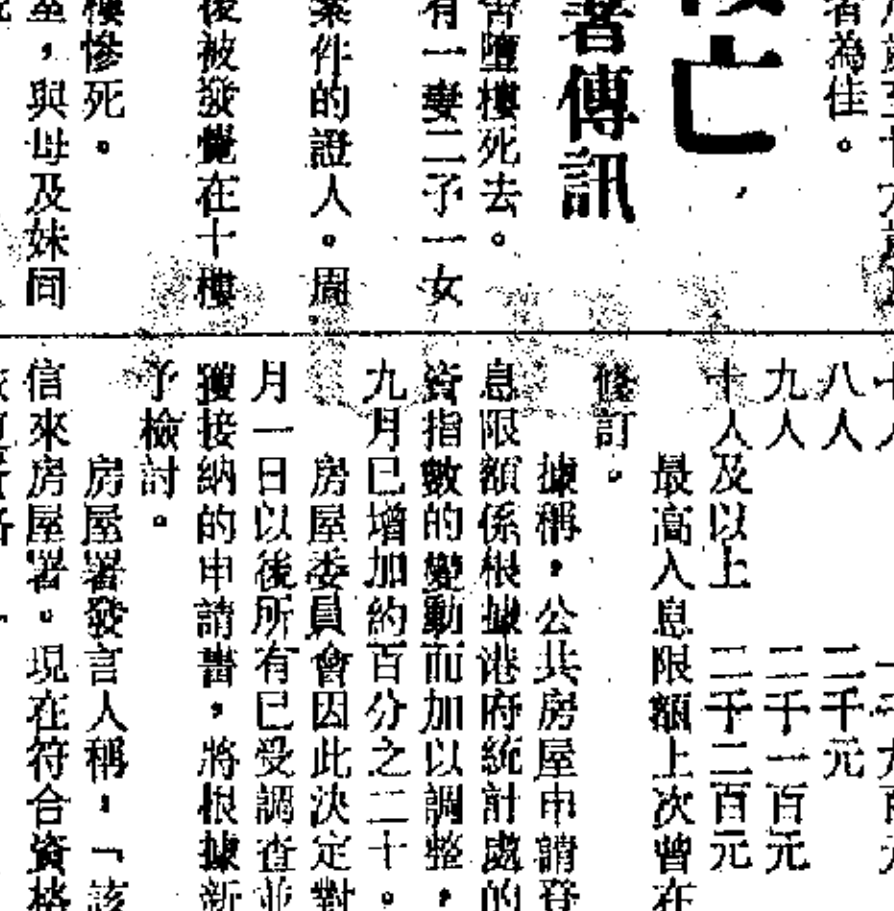 者為佳。
亡
署傳訊
害墮樓死去。
有一妻二子一女
案件的證人。周
後被發覺在十樓
樓慘死。
室，與母及妹同
八人　二千元
九人　二千一百元
十人及以上　二千二百元
最高入息限額上次曾在
修訂。
據稱，公共房屋申請登
息限額係根據港府統計處的
資指數的變動而加以調整，
九月已增加約百分之二十。
房屋委員會因此決定對
月一日以後所有已受調查並
獲接納的申請書，將根據新
予檢討。
房屋署發言人稱，「該
信來房屋署。現在符合資格